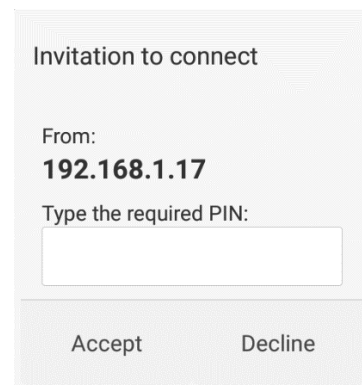 Invitation to connect
From:
192.168.1.17
Type the required PIN:
Accept Decline